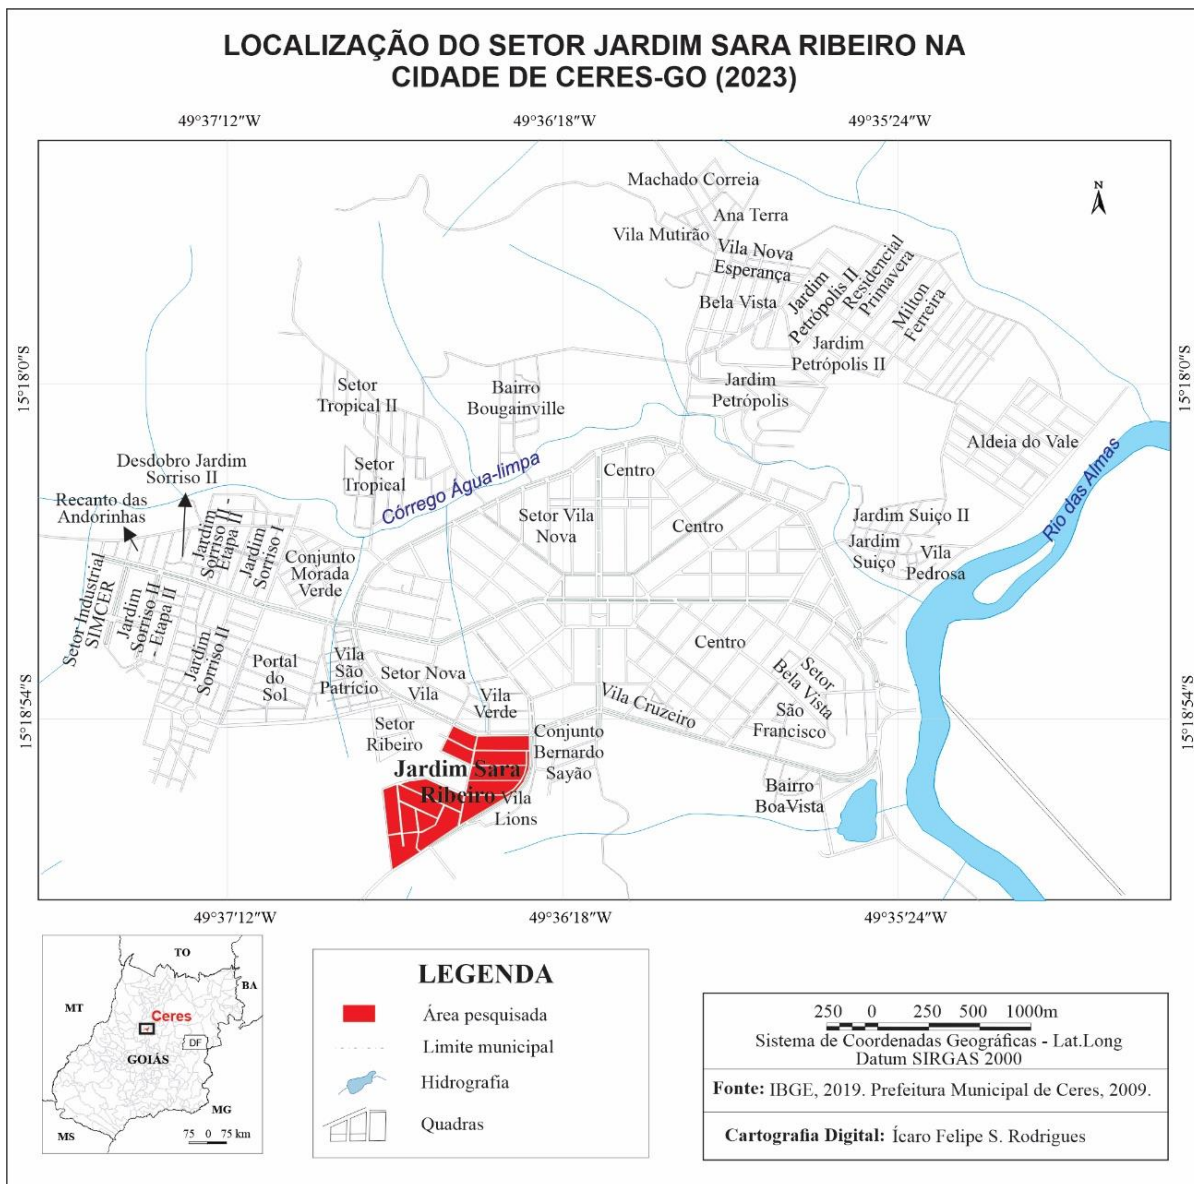 LOCALIZAÇÃO DO SETOR JARDIM SARA RIBEIRO NA
CIDADE DE CERES-GO (2023)
49°37'12"W
49°36'18"W
49°35'24"W
N
Machado Correia
Ana Terra
Vila Mutirão
Vila Nova
Esperança
Bela Vista
Jardim
Petrópolis II
Residencial
Primavera
Milton
Ferreira
Jardim
Petrópolis II
Jardim
Petrópolis
15°18'0"S
15°18'0"S
Setor
Tropical II
Bairro
Bougainville
Aldeia do Vale
Rio das Almas
Desdobro Jardim
Sorriso II
Recanto das
Andorinhas
Setor
Tropical
Córrego Água-limpa
Centro
Setor Vila
Nova
Centro
Jardim Suiço II
Jardim
Suiço
Vila
Pedrosa
Setor Industrial
SIMCER
Jardim
Sorriso II
- Etapa II
Jardim
Sorriso II -
Etapa II
Jardim
Sorriso I
Conjunto
Morada
Verde
Jardim
Sorriso II
Portal
do
Sol
Vila
São
Patrício
Setor Nova
Vila
Vila
Verde
Centro
Setor
Bela Vista
Vila Cruzeiro
São
Francisco
15°18'54"S
15°18'54"S
Setor
Ribeiro
Conjunto
Bernardo
Sayão
Jardim Sara
Ribeiro
Vila
Lions
Bairro
BoaVista
49°37'12"W
49°36'18"W
49°35'24"W
TO
BA
MT
Ceres
DF
GOIÁS
MG
MS
75 0 75 km
LEGENDA
Área pesquisada
Limite municipal
Hidrografia
Quadras
250 0 250 500 1000m
Sistema de Coordenadas Geográficas - Lat.Long
Datum SIRGAS 2000
Fonte: IBGE, 2019. Prefeitura Municipal de Ceres, 2009.
Cartografia Digital: Ícaro Felipe S. Rodrigues